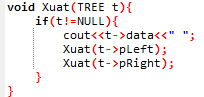 void Xuat(TREE t){
if(t!=NULL){
cout<<t->data<<" ";
Xuat(t->pLeft);
Xuat(t->pRight);
}
}